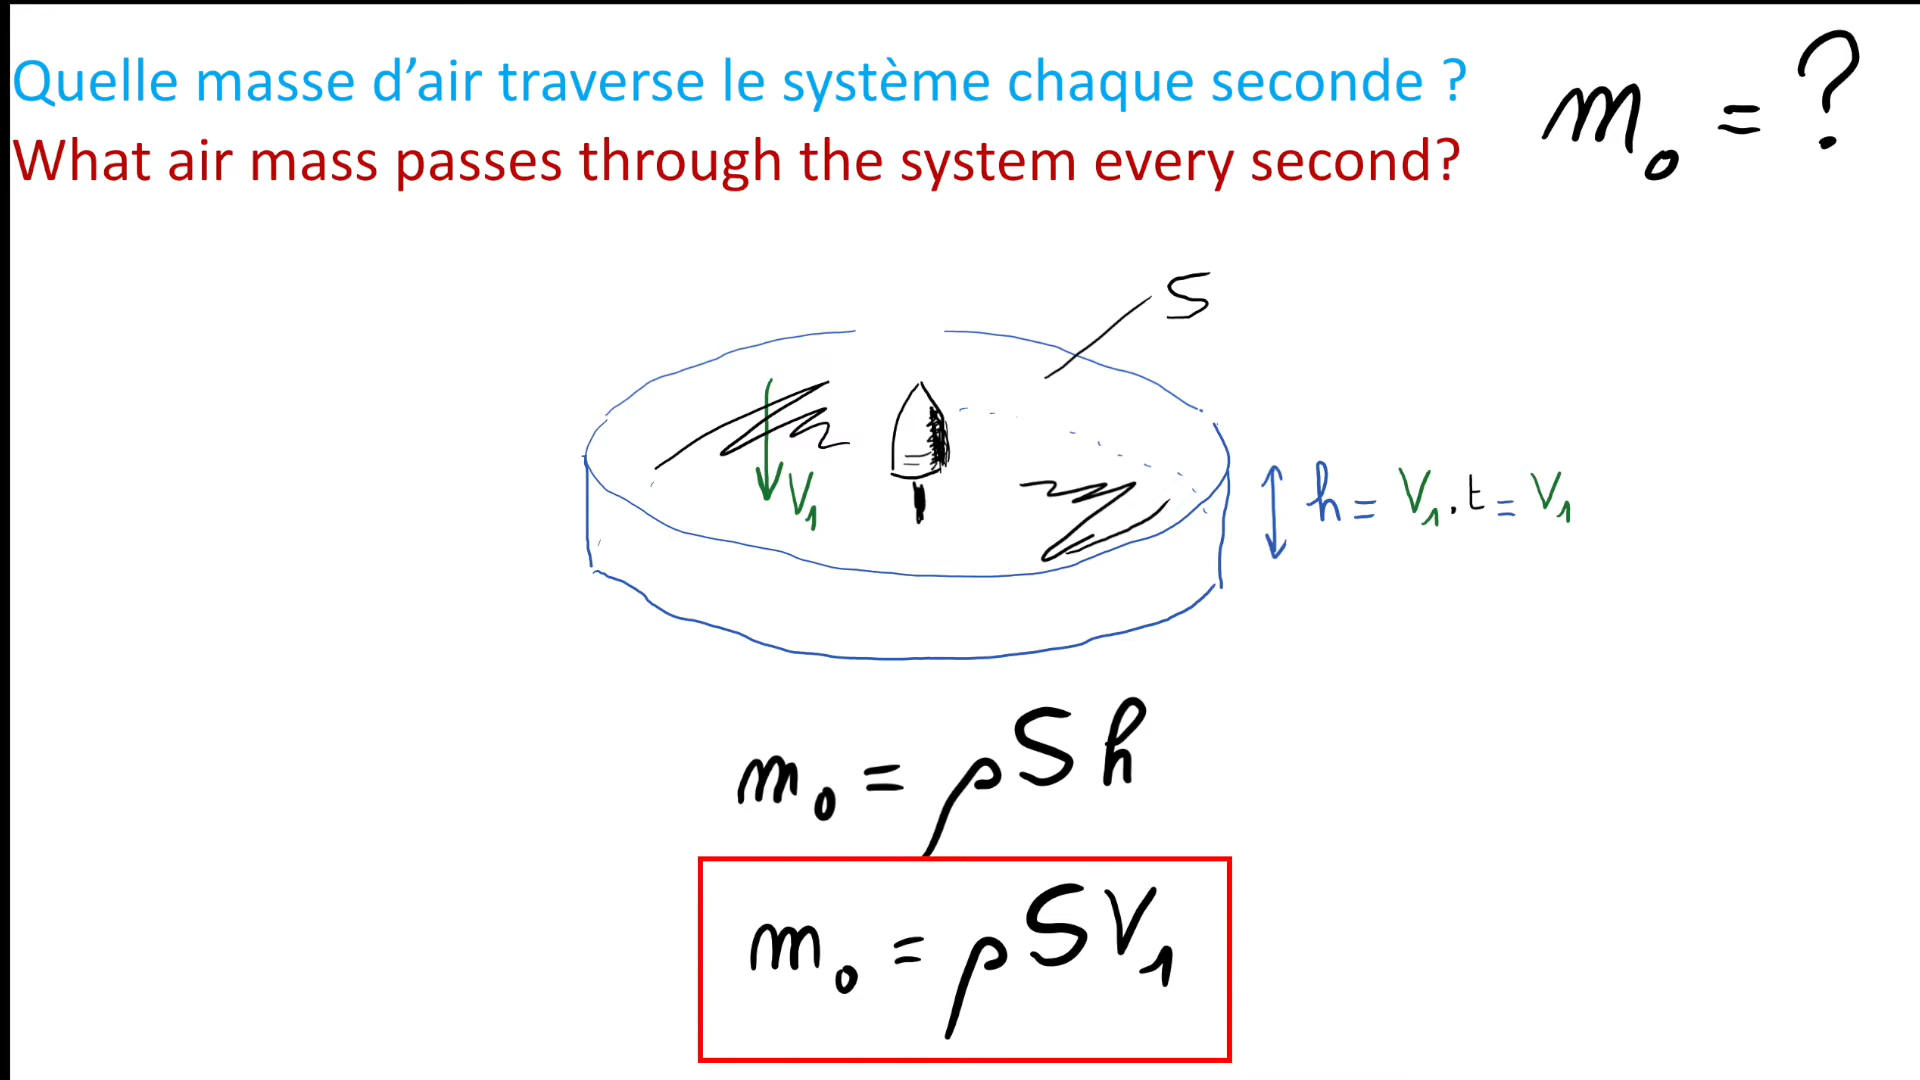 Quelle masse d’air traverse le système chaque seconde ?
What air mass passes through the system every second?
m₀ = ?
S
V₁
h = V₁.t = V₁
m₀ = ρSh
m₀ = ρSV₁